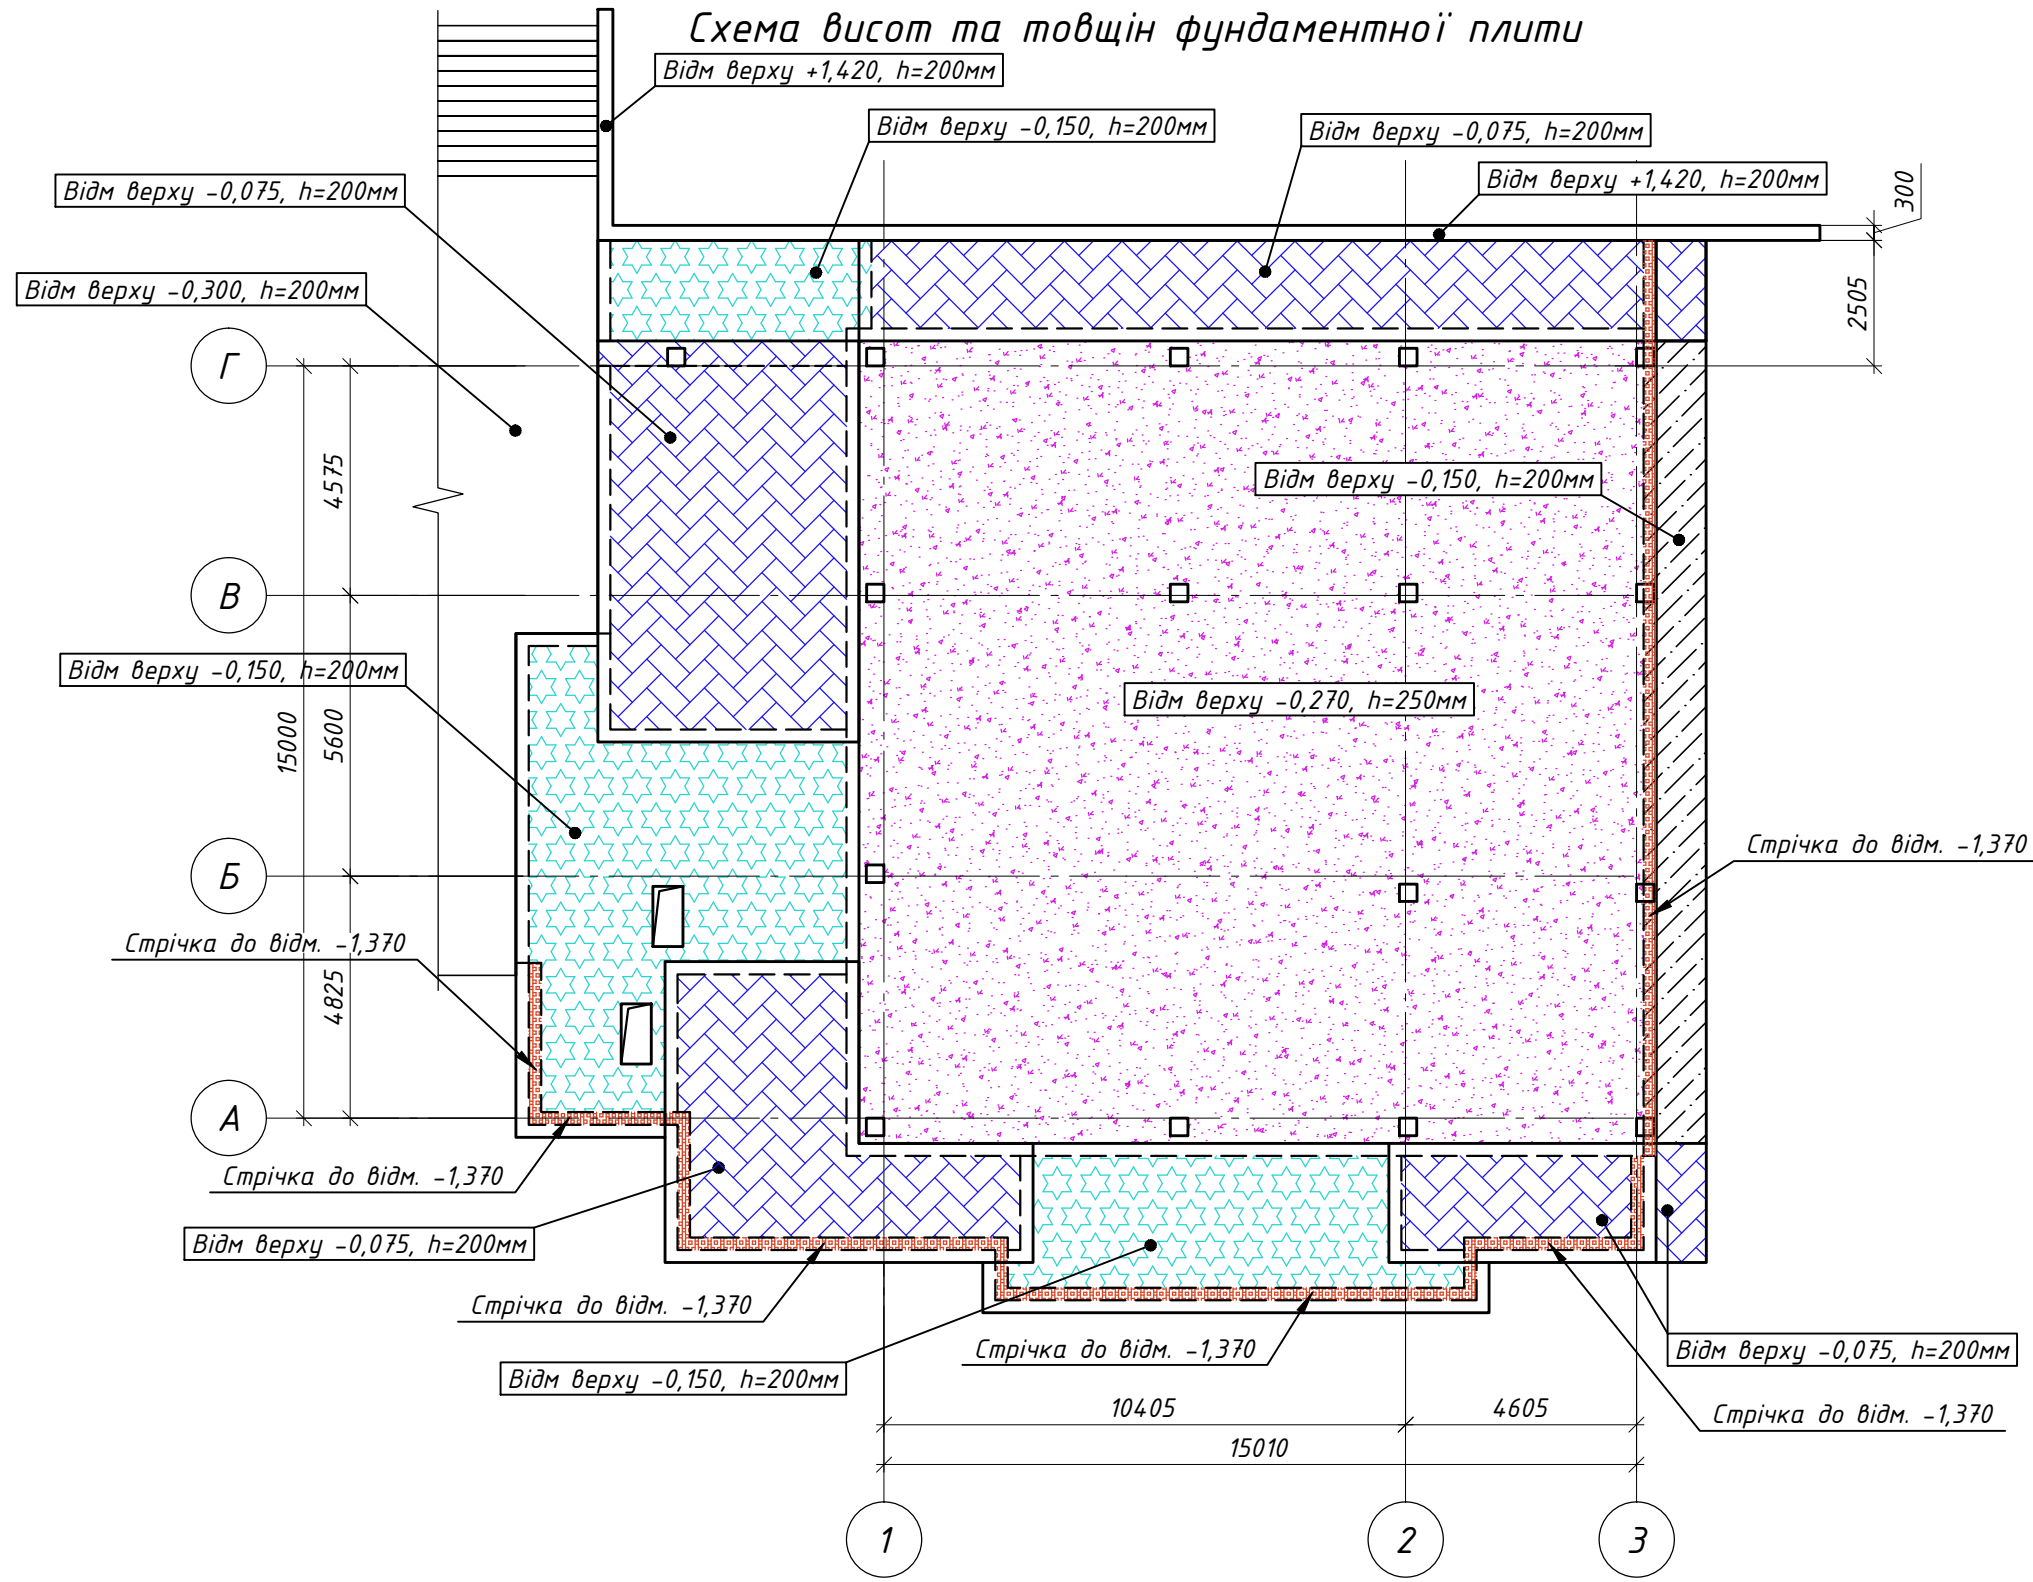 Схема висот та товщін фундаментної плити
Відм верху +1,420, h=200мм
Відм верху -0,150, h=200мм
Відм верху -0,075, h=200мм
Відм верху +1,420, h=200мм
300
Відм верху -0,075, h=200мм
Відм верху -0,300, h=200мм
2505
Г
4575
Відм верху -0,150, h=200мм
В
Відм верху -0,150, h=200мм
Відм верху -0,270, h=250мм
15000
5600
Стрічка до відм. -1,370
Б
Стрічка до відм. -1,370
4825
А
Стрічка до відм. -1,370
Відм верху -0,075, h=200мм
Стрічка до відм. -1,370
Стрічка до відм. -1,370
Відм верху -0,075, h=200мм
Відм верху -0,150, h=200мм
10405
4605
Стрічка до відм. -1,370
15010
1
2
3